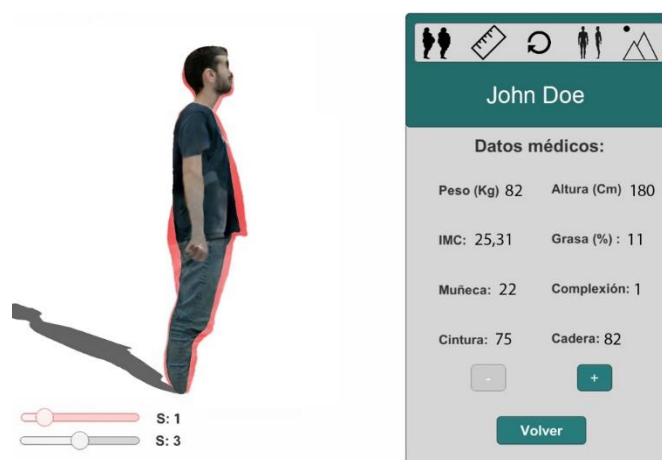 John Doe
Datos médicos:
Peso (Kg) 82 Altura (Cm) 180
IMC: 25,31 Grasa (%) : 11
Muñeca: 22 Complexión: 1
Cintura: 75 Cadera: 82
- +
Volver
S: 1
S: 3